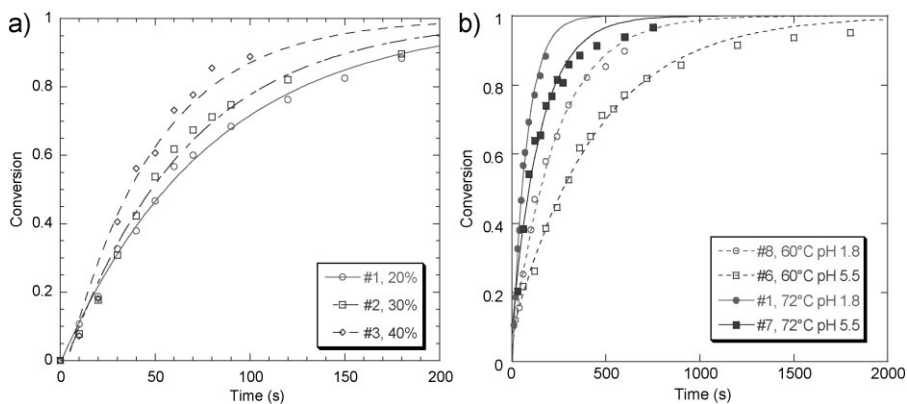 a)
Conversion
1
0.8
0.6
0.4
0.2
0
0 50 100 150 200
Time (s)
#1, 20%
#2, 30%
#3, 40%
b)
Conversion
1
0.8
0.6
0.4
0.2
0
0 500 1000 1500 2000
Time (s)
#8, 60°C pH 1.8
#6, 60°C pH 5.5
#1, 72°C pH 1.8
#7, 72°C pH 5.5